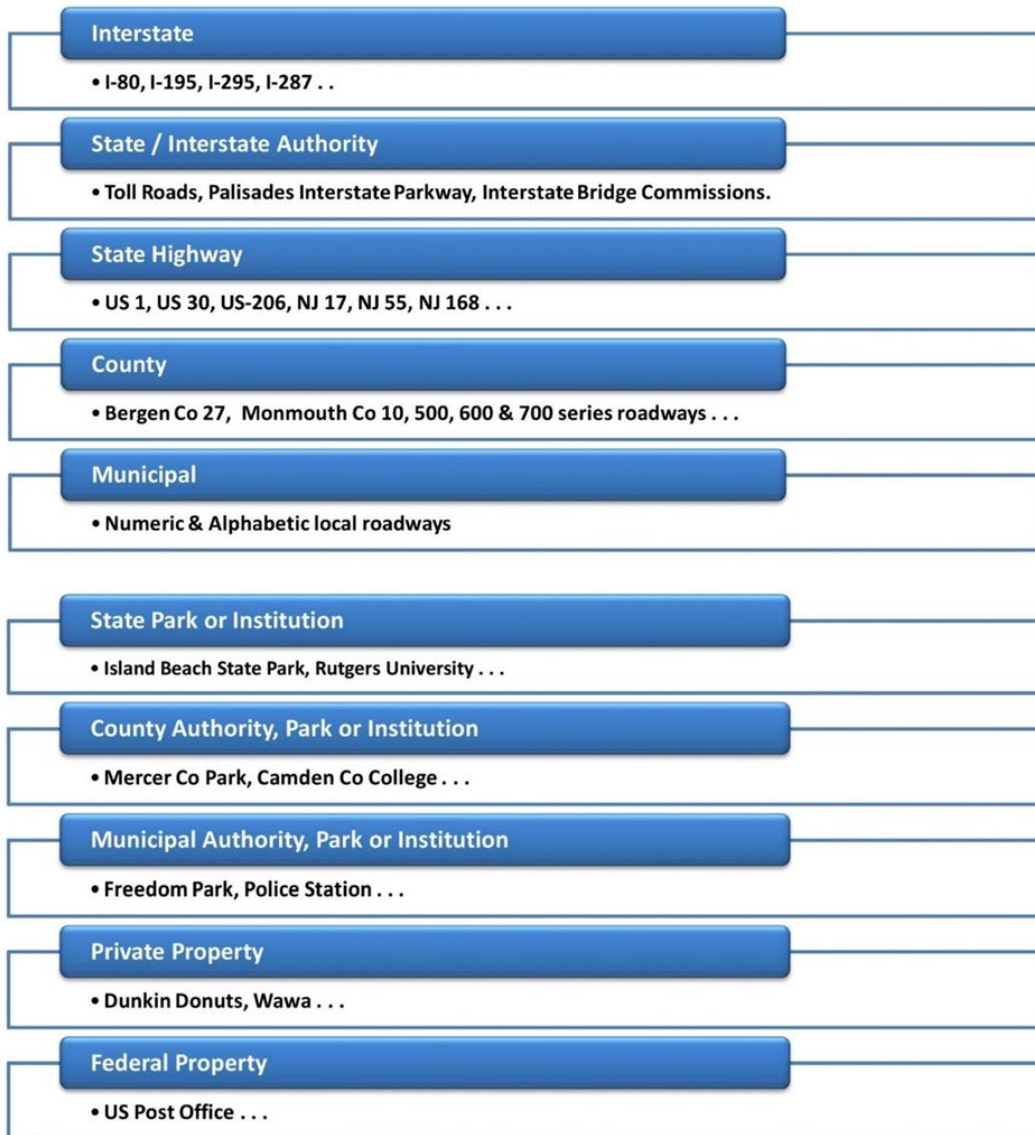 Interstate
• I-80, I-195, I-295, I-287 . .
State / Interstate Authority
• Toll Roads, Palisades Interstate Parkway, Interstate Bridge Commissions.
State Highway
• US 1, US 30, US-206, NJ 17, NJ 55, NJ 168 . . .
County
• Bergen Co 27, Monmouth Co 10, 500, 600 & 700 series roadways . . .
Municipal
• Numeric & Alphabetic local roadways
State Park or Institution
• Island Beach State Park, Rutgers University . . .
County Authority, Park or Institution
• Mercer Co Park, Camden Co College . . .
Municipal Authority, Park or Institution
• Freedom Park, Police Station . . .
Private Property
• Dunkin Donuts, Wawa . . .
Federal Property
• US Post Office . . .